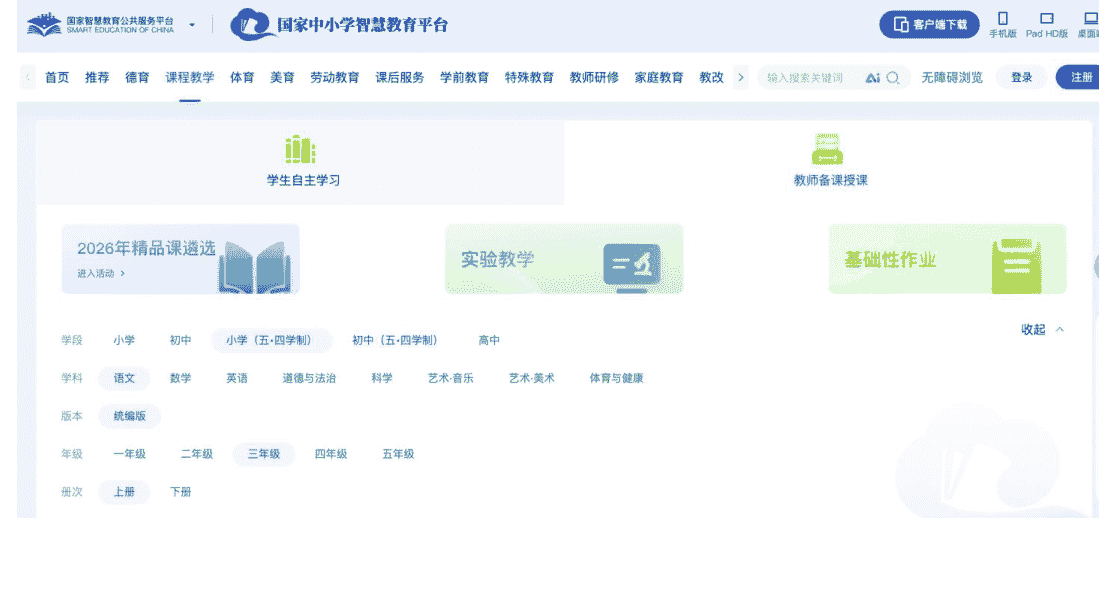 国家智慧教育公共服务平台
SMART EDUCATION OF CHINA
国家中小学智慧教育平台
客户端下载
手机版 Pad HD版 桌面端
首页 推荐 德育 课程教学 体育 美育 劳动教育 课后服务 学前教育 特殊教育 教师研修 家庭教育 教改 输入搜索关键词 Ai 无障碍浏览 登录 注册
学生自主学习 教师备课授课
2026年精品课遴选
进入活动
实验教学
基础性作业
收起
学段 小学 初中 小学（五·四学制） 初中（五·四学制） 高中
学科 语文 数学 英语 道德与法治 科学 艺术·音乐 艺术·美术 体育与健康
版本 统编版
年级 一年级 二年级 三年级 四年级 五年级
册次 上册 下册